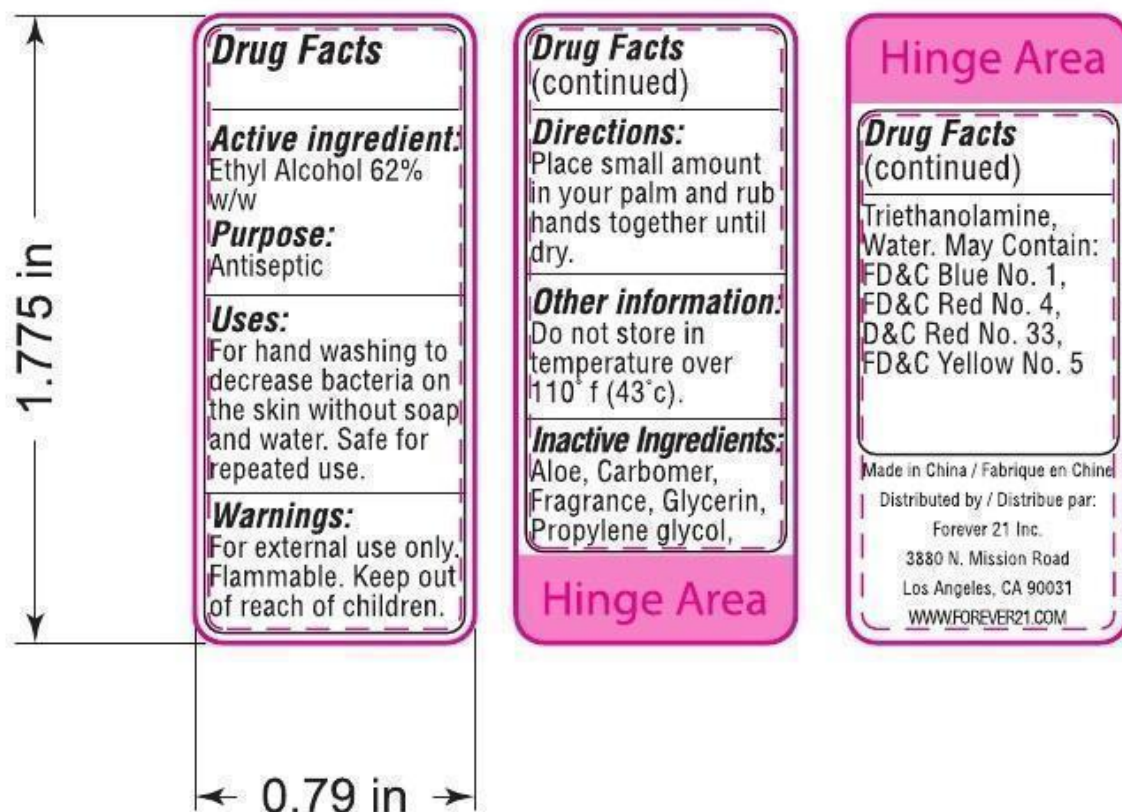 1.775 in
Drug Facts
Active ingredient:
Ethyl Alcohol 62%
w/w
Purpose:
Antiseptic
Uses:
For hand washing to
decrease bacteria on
the skin without soap
and water. Safe for
repeated use.
Warnings:
For external use only.
Flammable. Keep out
of reach of children.
0.79 in
Drug Facts
(continued)
Directions:
Place small amount
in your palm and rub
hands together until
dry.
Other information:
Do not store in
temperature over
110° f (43°c).
Inactive Ingredients:
Aloe, Carbomer,
Fragrance, Glycerin,
Propylene glycol,
Hinge Area
Hinge Area
Drug Facts
(continued)
Triethanolamine,
Water. May Contain:
FD&C Blue No. 1,
FD&C Red No. 4,
D&C Red No. 33,
FD&C Yellow No. 5
Made in China / Fabrique en Chine
Distributed by / Distribue par:
Forever 21 Inc.
3880 N. Mission Road
Los Angeles, CA 90031
WWW.FOREVER21.COM